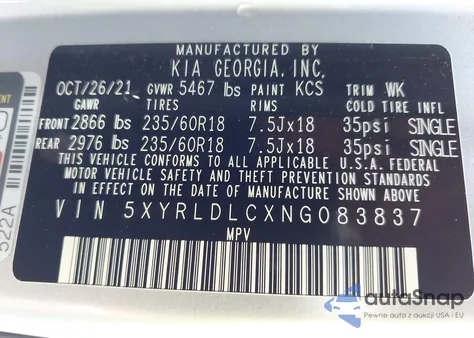 MANUFACTURED BY
KIA GEORGIA, INC.
OCT/26/21 GVWR 5467 lbs PAINT KCS TRIM WK
GAWR TIRES RIMS COLD TIRE INFL
FRONT 2866 lbs 235/60R18 7.5Jx18 35psi SINGLE
REAR 2976 lbs 235/60R18 7.5Jx18 35psi SINGLE
THIS VEHICLE CONFORMS TO ALL APPLICABLE U.S.A. FEDERAL
MOTOR VEHICLE SAFETY AND THEFT PREVENTION STANDARDS
IN EFFECT ON THE DATE OF MANUFACTURE SHOWN ABOVE.
VIN 5XYRLDLCXNG083837
MPV
522A
autoSnap
Pewne auta z aukcji USA i EU